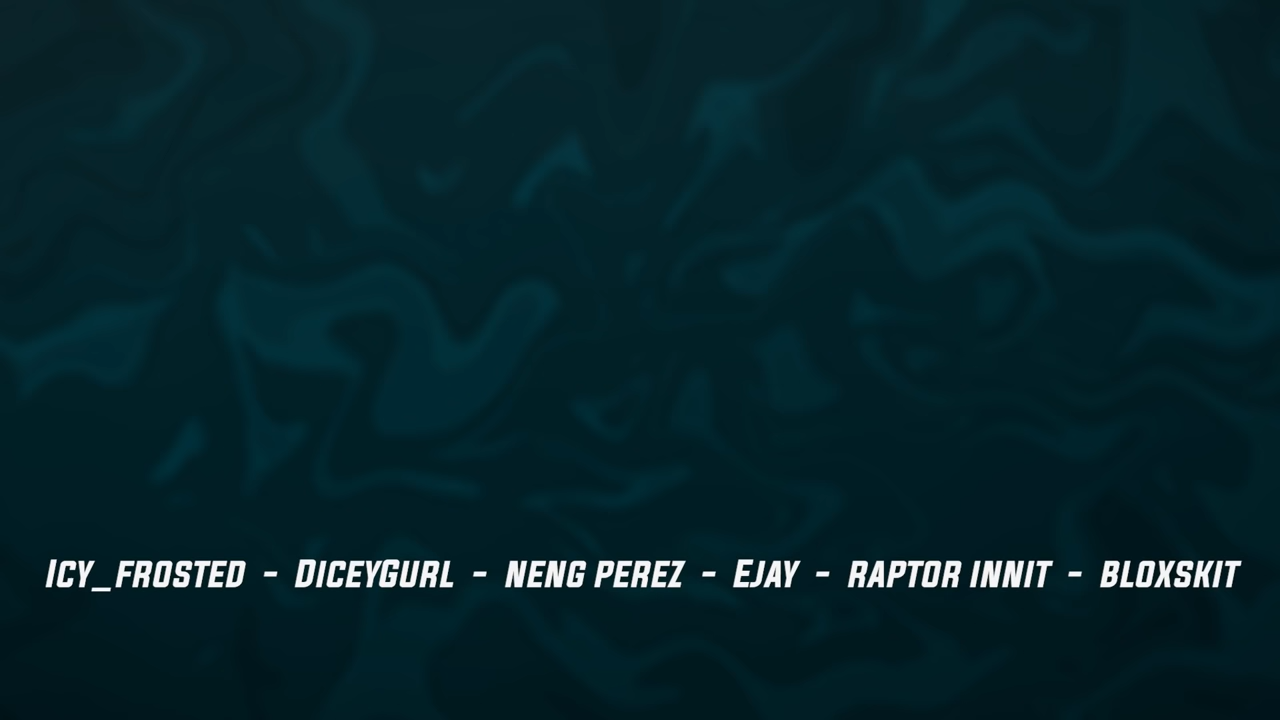 Icy_frosted - DiceyGurl - neng perez - Ejay - raptor innit - bloxskit